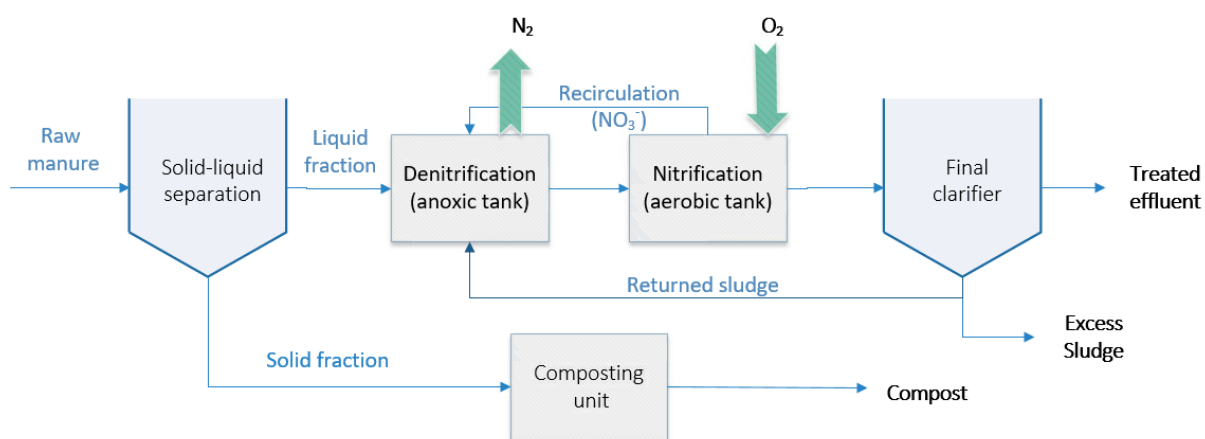 N₂
O₂
Recirculation
(NO₃⁻)
Raw
manure
Solid-liquid
separation
Liquid
fraction
Denitrification
(anoxic tank)
Nitrification
(aerobic tank)
Final
clarifier
Treated
effluent
Returned sludge
Excess
Sludge
Solid fraction
Composting
unit
Compost